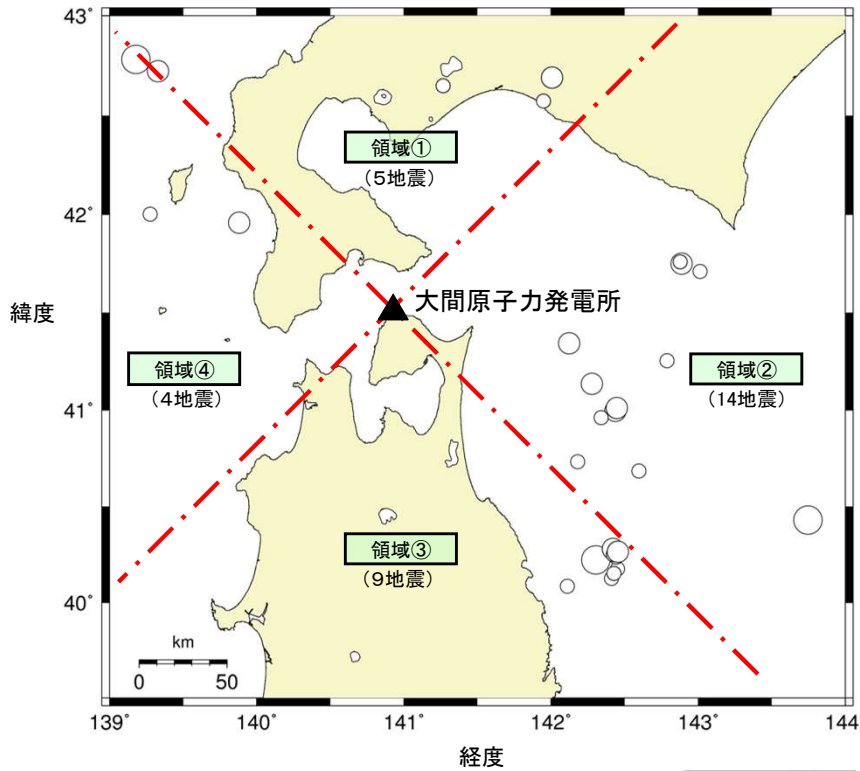 43°
領域①
(5地震)
42°
大間原子力発電所
緯度
領域④
(4地震)
領域②
(14地震)
41°
領域③
(9地震)
40°
km
0 50
139° 140° 141° 142° 143° 144
経度